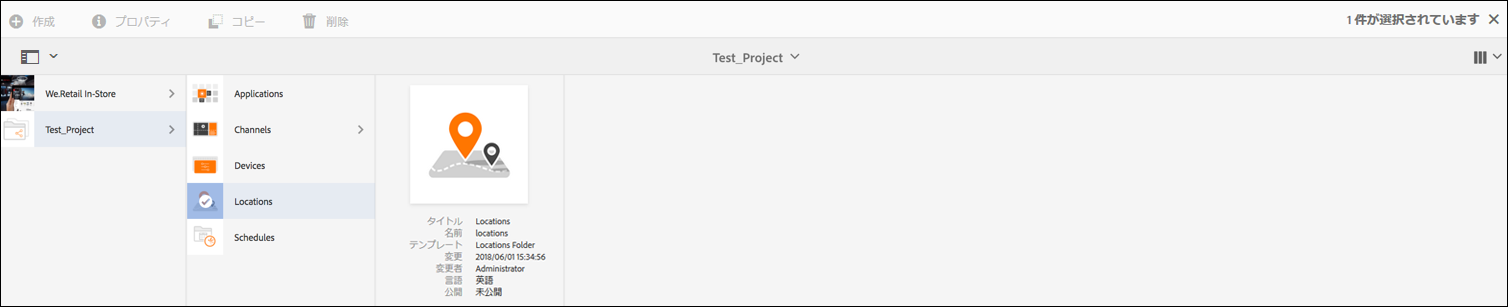 作成 プロパティ コピー 削除 1 件が選択されています
Test_Project
We.Retail In-Store
Test_Project
Applications
Channels
Devices
Locations
Schedules
タイトル Locations
名前 locations
テンプレート Locations Folder
変更 2018/06/01 15:34:56
変更者 Administrator
言語 英語
公開 未公開